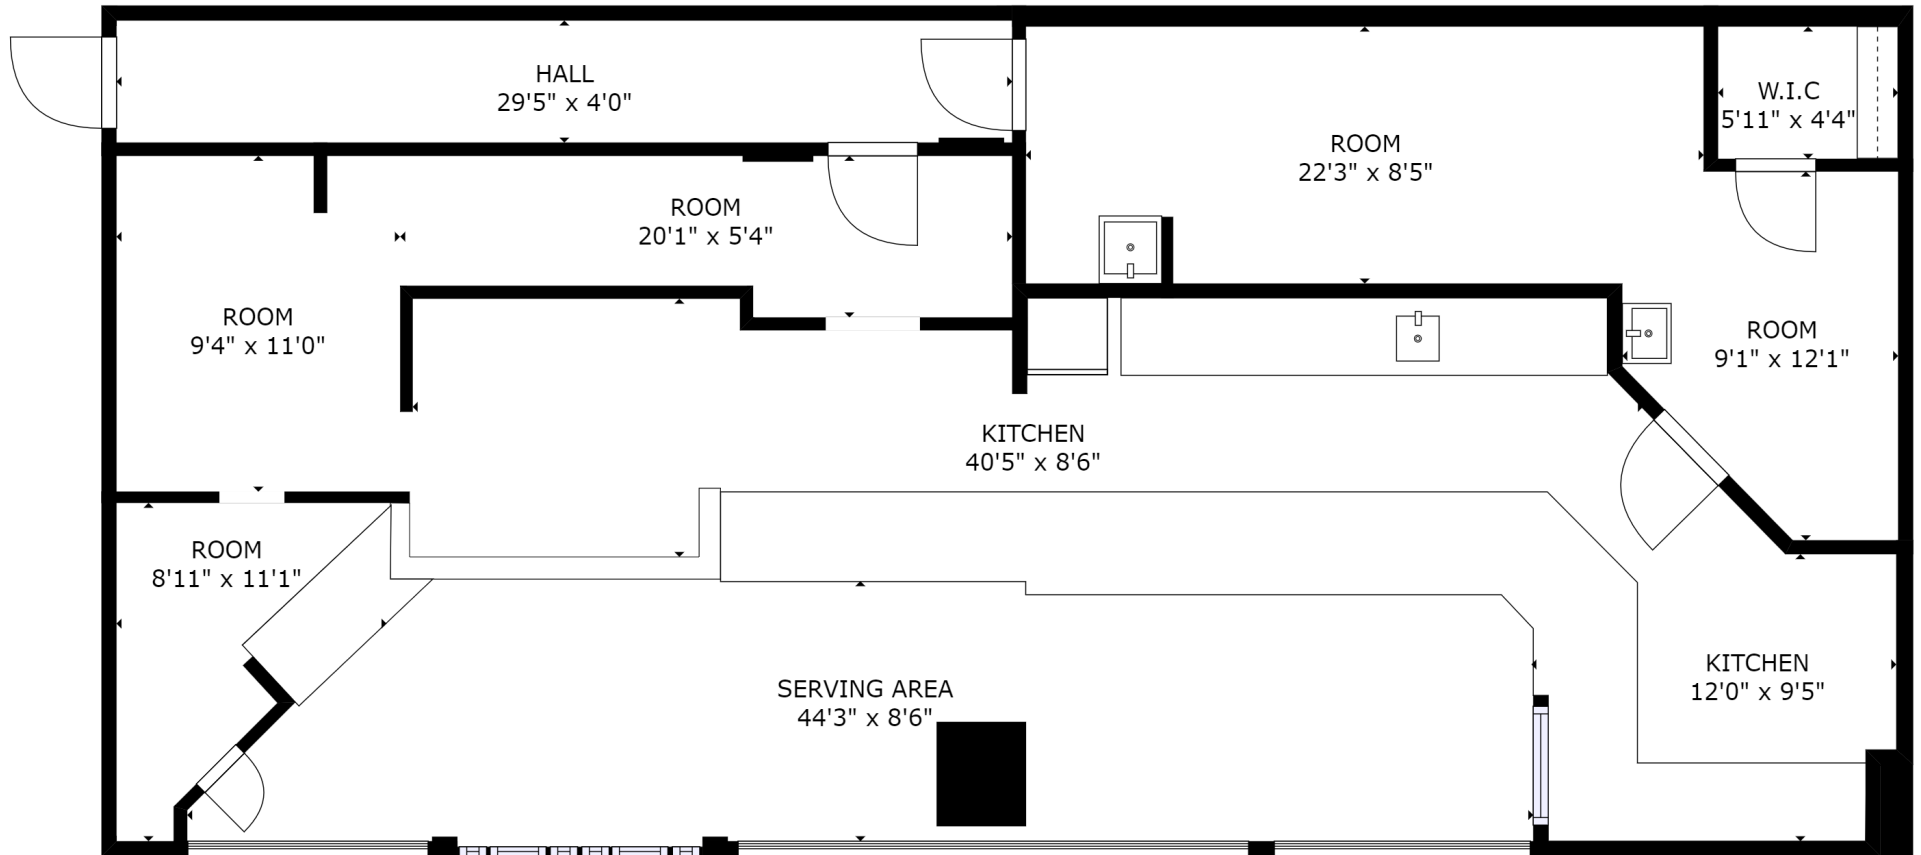 HALL
29'5" x 4'0"
W.I.C
5'11" x 4'4"
ROOM
22'3" x 8'5"
ROOM
20'1" x 5'4"
ROOM
9'4" x 11'0"
ROOM
9'1" x 12'1"
KITCHEN
40'5" x 8'6"
ROOM
8'11" x 11'1"
KITCHEN
12'0" x 9'5"
SERVING AREA
44'3" x 8'6"